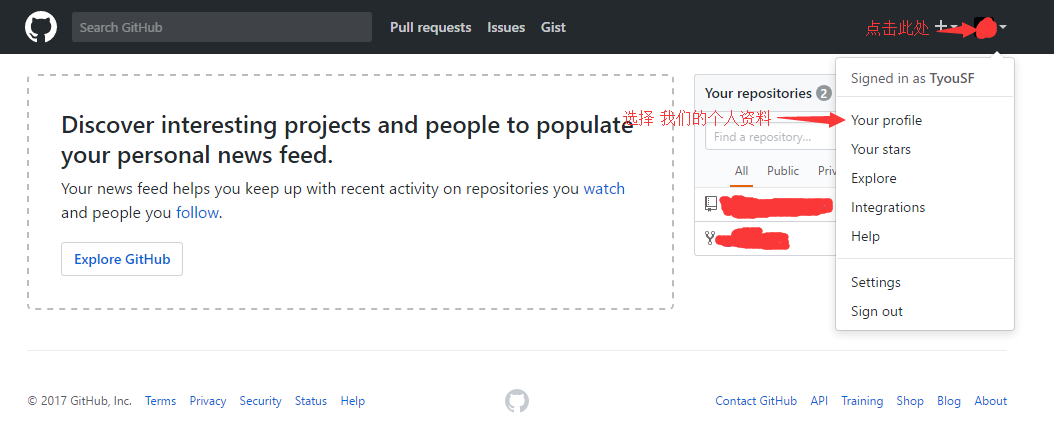 Search GitHub
Pull requests
Issues
Gist
点击此处
Signed in as TyouSF
Discover interesting projects and people to populate
your personal news feed.
Your news feed helps you keep up with recent activity on repositories you watch
and people you follow.
Explore GitHub
Your repositories 2
选择 我们的个人资料
Find a repository...
All
Public
Priv
Your profile
Your stars
Explore
Integrations
Help
Settings
Sign out
© 2017 GitHub, Inc.
Terms
Privacy
Security
Status
Help
Contact GitHub
API
Training
Shop
Blog
About